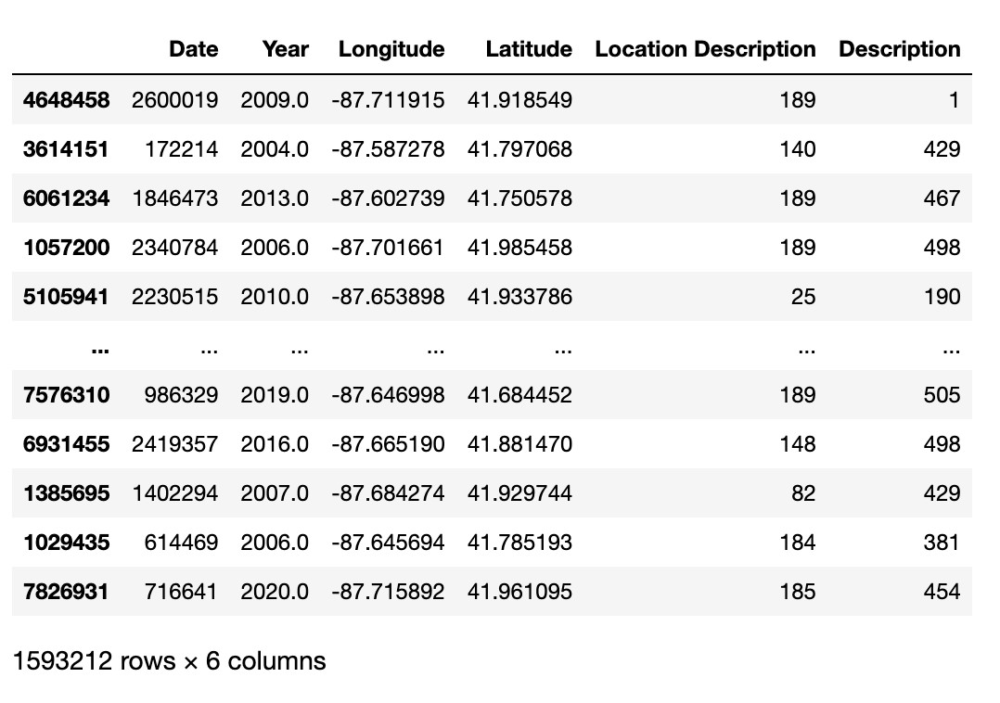 Date Year Longitude Latitude Location Description Description
4648458 2600019 2009.0 -87.711915 41.918549 189 1
3614151 172214 2004.0 -87.587278 41.797068 140 429
6061234 1846473 2013.0 -87.602739 41.750578 189 467
1057200 2340784 2006.0 -87.701661 41.985458 189 498
5105941 2230515 2010.0 -87.653898 41.933786 25 190
... ... ... ... ... ... ...
7576310 986329 2019.0 -87.646998 41.684452 189 505
6931455 2419357 2016.0 -87.665190 41.881470 148 498
1385695 1402294 2007.0 -87.684274 41.929744 82 429
1029435 614469 2006.0 -87.645694 41.785193 184 381
7826931 716641 2020.0 -87.715892 41.961095 185 454
1593212 rows × 6 columns